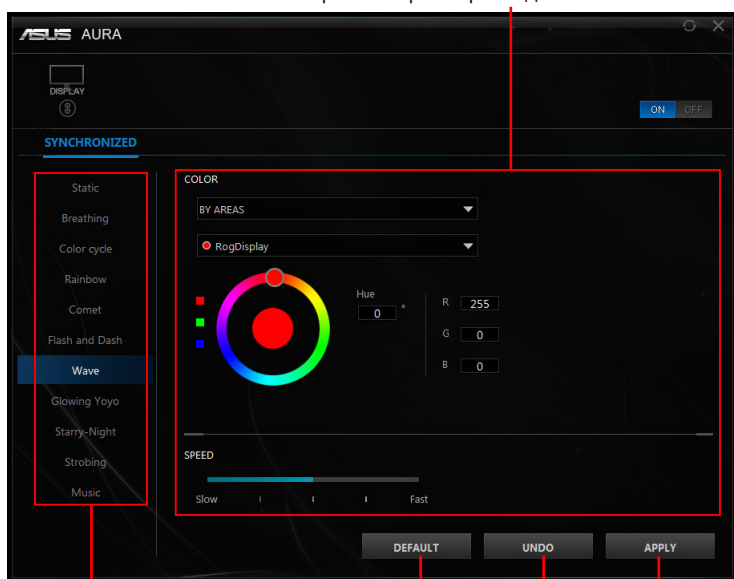 ASUS AURA
DISPLAY
ON OFF
SYNCHRONIZED
Static
Breathing
Color cycle
Rainbow
Comet
Flash and Dash
Wave
Glowing Yoyo
Starry-Night
Strobing
Music
COLOR
BY AREAS
RogDisplay
Hue
0 °
R 255
G 0
B 0
SPEED
Slow Fast
DEFAULT UNDO APPLY